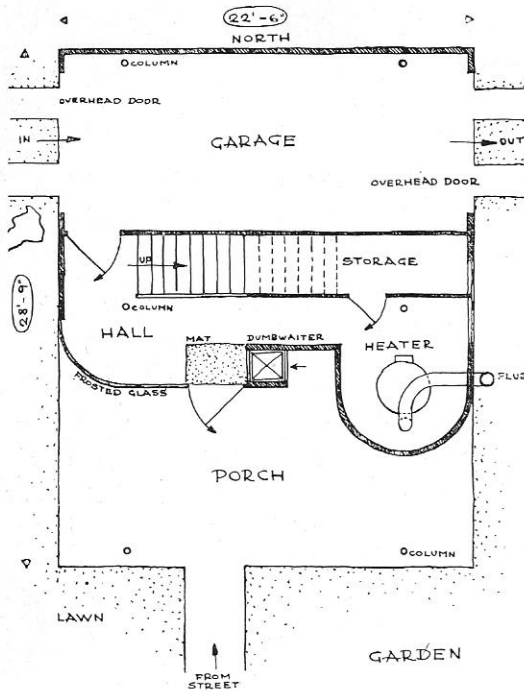 22'-6"
NORTH
COLUMN
OVERHEAD DOOR
IN
GARAGE
OUT
OVERHEAD DOOR
UP
STORAGE
28'-9"
COLUMN
HALL
MAT
DUMBWAITER
HEATER
FROSTED GLASS
FLUE
PORCH
COLUMN
LAWN
GARDEN
FROM
STREET